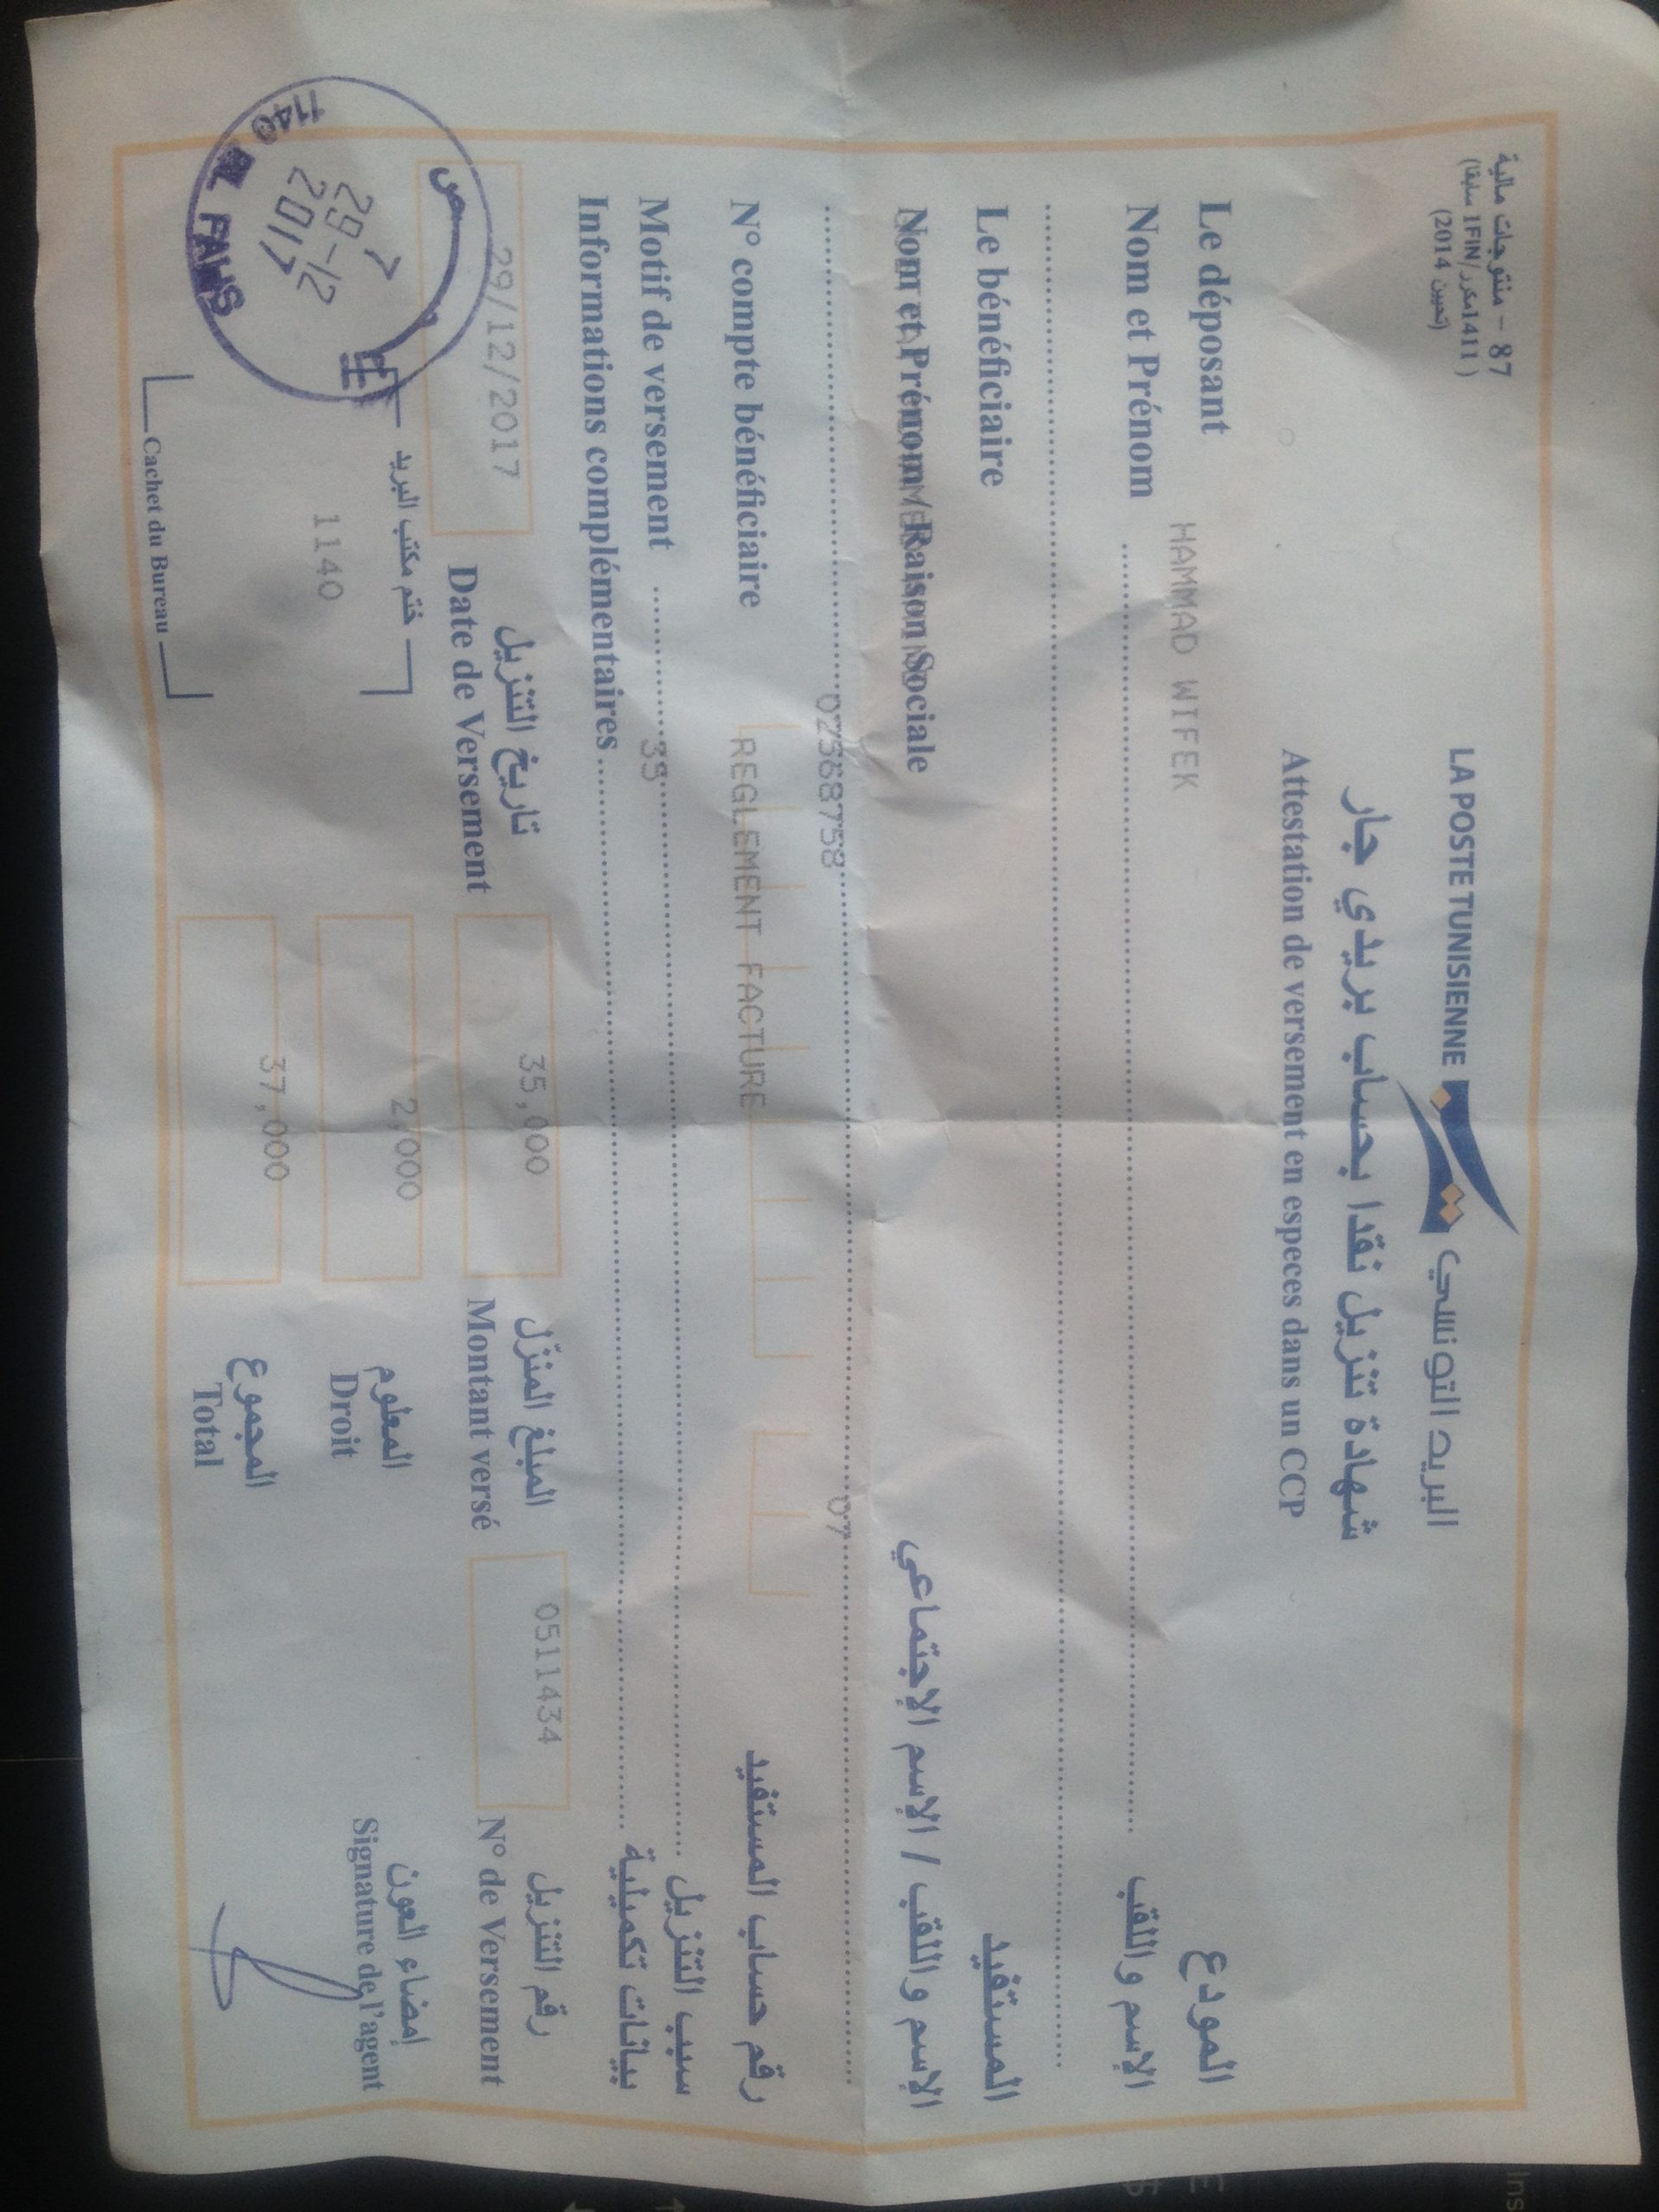 87 - منتوجات مالية
( 1411مكرر/1FIN سابقا)
(تحيين 2014)
LA POSTE TUNISIENNE البريد التونسي
شهادة تنزيل نقدا بحساب بريدي جار
Attestation de versement en especes dans un CCP
Le déposant المودع
HAMMAD WIFEK
Nom et Prénom الإسم واللقب
Le bénéficiaire المستفيد
Nom et Prénom / Raison Sociale الإسم واللقب / الإسم الإجتماعي
07
N° compte bénéficiaire رقم حساب المستفيد
REGLEMENT FACTURE
Motif de versement سبب التنزيل
39
Informations complémentaires بيانات تكميلية
29/12/2017 تاريخ التنزيل 35,000 المبلغ المنزّل 0511434 رقم التنزيل
Date de Versement Montant versé N° de Versement
ختم مكتب البريد 2,000 المعلوم إمضاء العون
Droit Signature de l'agent
1140
37,000 المجموع
Total
Cachet du Bureau
1140 FAHS
29-12
2017